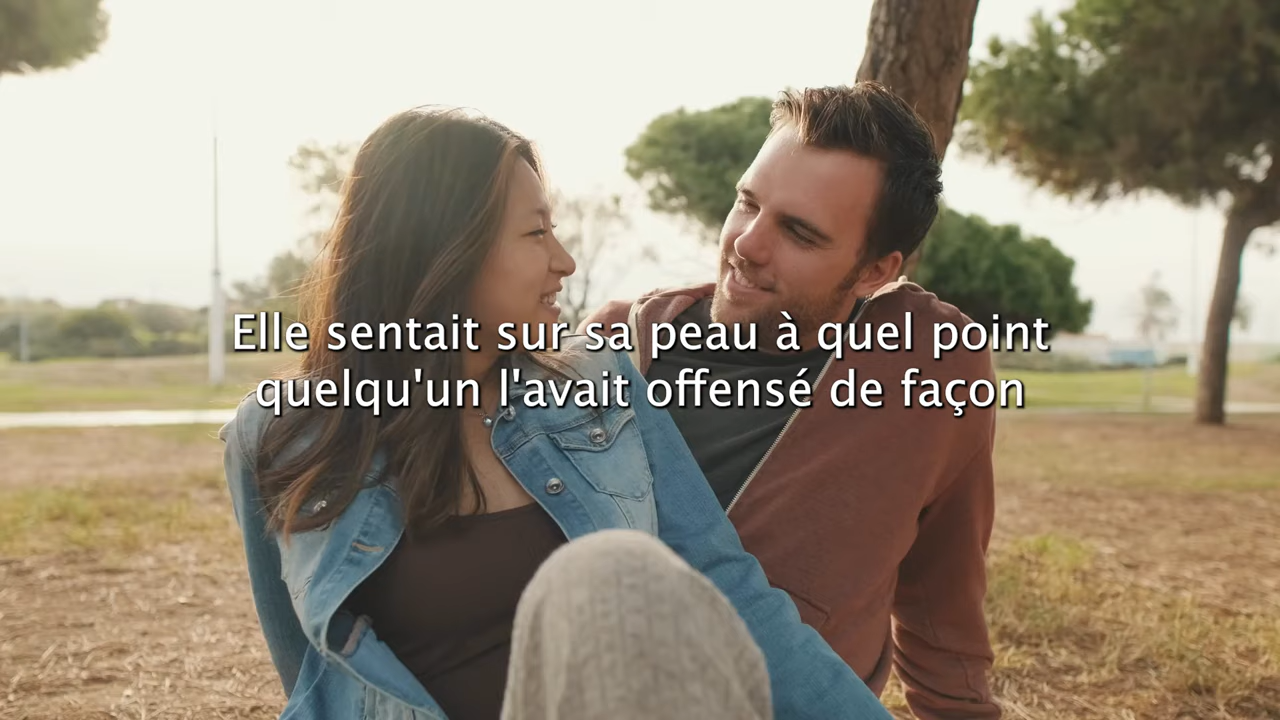 Elle sentait sur sa peau à quel point
quelqu'un l'avait offensé de façon